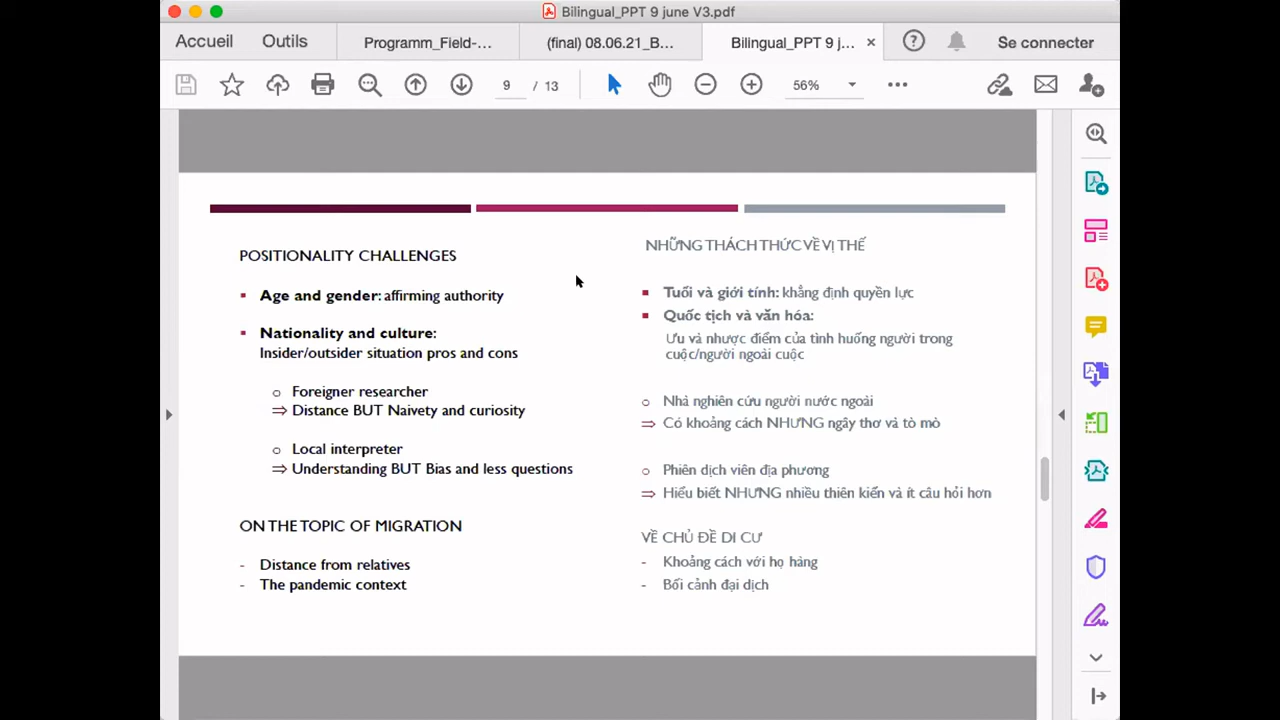 Bilingual_PPT 9 june V3.pdf
Accueil Outils Programm_Field-... (final) 08.06.21_B... Bilingual_PPT 9 j... × ? Se connecter
9 / 13 56%
POSITIONALITY CHALLENGES
▪ Age and gender: affirming authority
▪ Nationality and culture:
Insider/outsider situation pros and cons
o Foreigner researcher
⇒ Distance BUT Naivety and curiosity
o Local interpreter
⇒ Understanding BUT Bias and less questions
ON THE TOPIC OF MIGRATION
- Distance from relatives
- The pandemic context
NHỮNG THÁCH THỨC VỀ VỊ THẾ
▪ Tuổi và giới tính: khẳng định quyền lực
▪ Quốc tịch và văn hóa:
Ưu và nhược điểm của tình huống người trong
cuộc/người ngoài cuộc
o Nhà nghiên cứu người nước ngoài
⇒ Có khoảng cách NHƯNG ngây thơ và tò mò
o Phiên dịch viên địa phương
⇒ Hiểu biết NHƯNG nhiều thiên kiến và ít câu hỏi hơn
VỀ CHỦ ĐỀ DI CƯ
- Khoảng cách với họ hàng
- Bối cảnh đại dịch